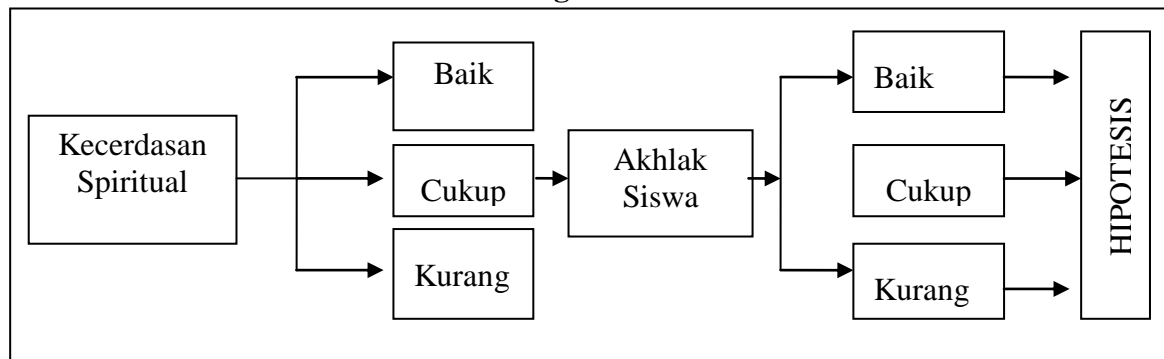 Kecerdasan
Spiritual
Baik
Cukup
Kurang
Akhlak
Siswa
Baik
Cukup
Kurang
HIPOTESIS